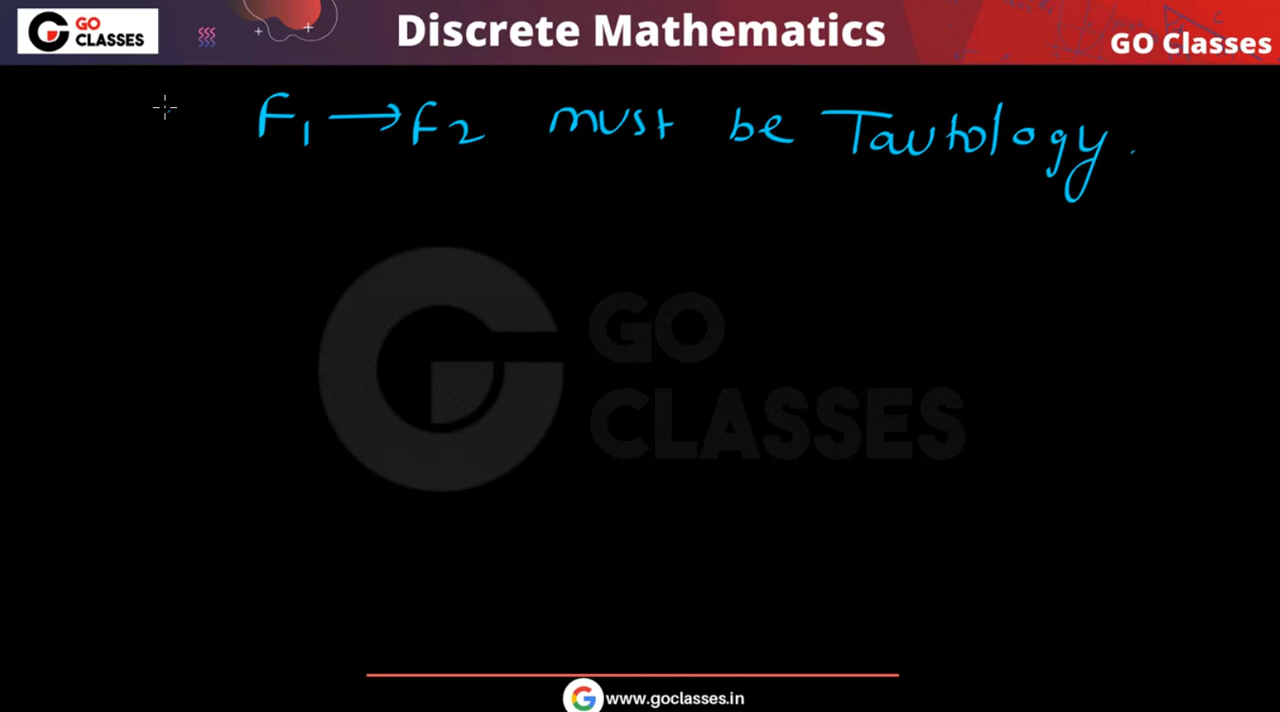 GO
CLASSES
Discrete Mathematics
GO Classes
F₁ → F₂ must be Tautology.
GO
CLASSES
www.goclasses.in